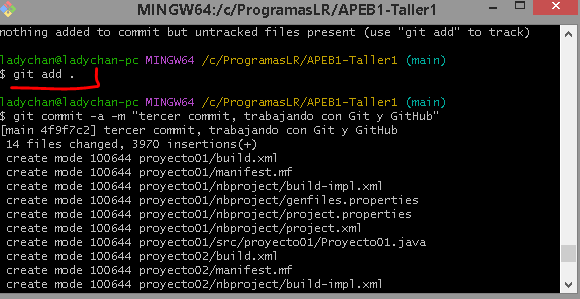 MINGW64:/c/ProgramasLR/APEB1-Taller1
nothing added to commit but untracked files present (use "git add" to track)
ladychan@ladychan-pc MINGW64 /c/ProgramasLR/APEB1-Taller1 (main)
$ git add .
ladychan@ladychan-pc MINGW64 /c/ProgramasLR/APEB1-Taller1 (main)
$ git commit -a -m "tercer commit, trabajando con Git y GitHub"
[main 4f9f7c2] tercer commit, trabajando con Git y GitHub
14 files changed, 3970 insertions(+)
create mode 100644 proyecto01/build.xml
create mode 100644 proyecto01/manifest.mf
create mode 100644 proyecto01/nbproject/build-impl.xml
create mode 100644 proyecto01/nbproject/genfiles.properties
create mode 100644 proyecto01/nbproject/project.properties
create mode 100644 proyecto01/nbproject/project.xml
create mode 100644 proyecto01/src/proyecto01/Proyecto01.java
create mode 100644 proyecto02/build.xml
create mode 100644 proyecto02/manifest.mf
create mode 100644 proyecto02/nbproject/build-impl.xml